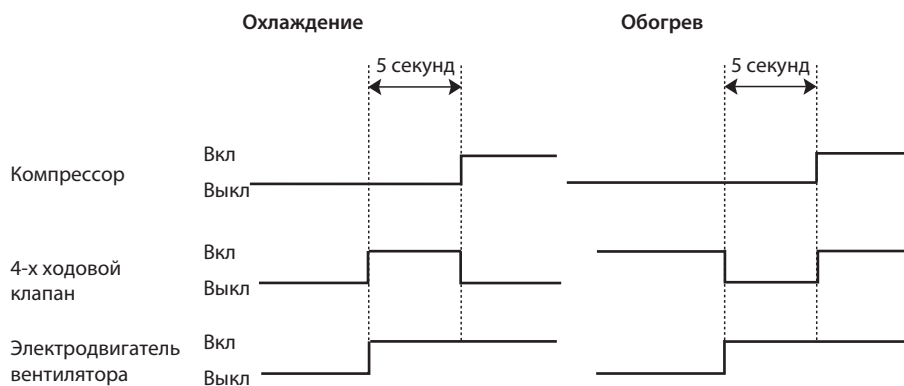 Охлаждение Обогрев
5 секунд 5 секунд
Вкл
Компрессор
Выкл
Вкл
4-х ходовой
клапан
Выкл
Вкл
Электродвигатель
вентилятора
Выкл